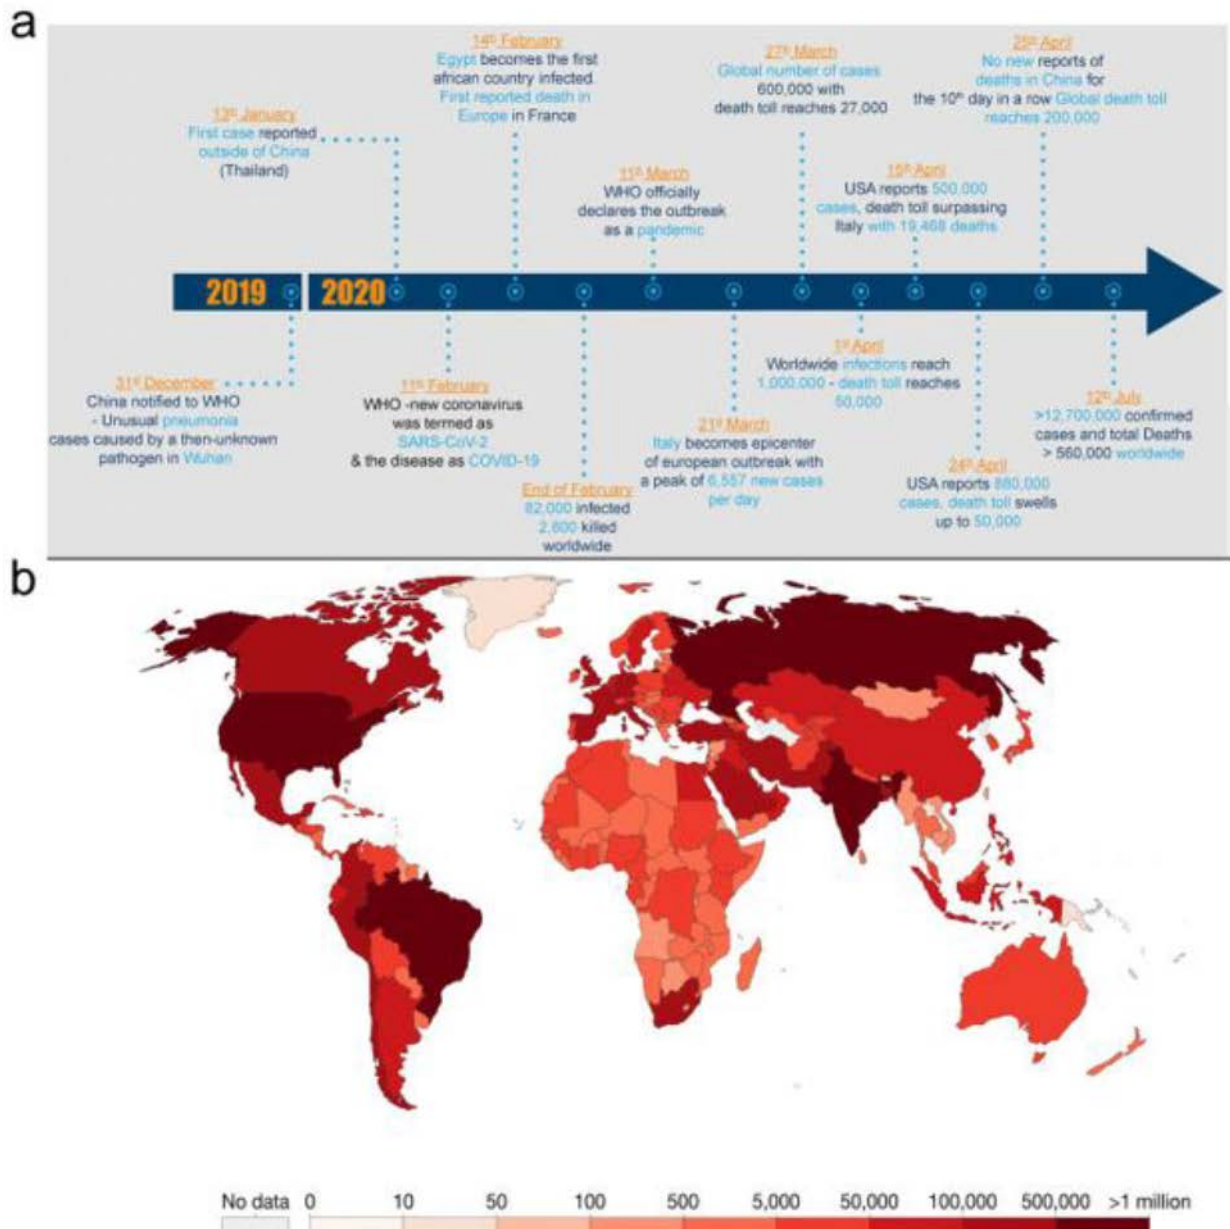 a
14th February
Egypt becomes the first
african country infected
First reported death in
Europe in France
27th March
Global number of cases
600,000 with
death toll reaches 27,000
25th April
No new reports of
deaths in China for
the 10th day in a row Global death toll
reaches 200,000
13th January
First case reported
outside of China
(Thailand)
11th March
WHO officially
declares the outbreak
as a pandemic
15th April
USA reports 500,000
cases, death toll surpassing
Italy with 19,468 deaths
2019
2020
31st December
China notified to WHO
- Unusual pneumonia
cases caused by a then-unknown
pathogen in Wuhan
11th February
WHO -new coronavirus
was termed as
SARS-CoV-2
& the disease as COVID-19
End of February
82,000 infected
2,800 killed
worldwide
21st March
Italy becomes epicenter
of european outbreak with
a peak of 6,557 new cases
per day
1st April
Worldwide infections reach
1,000,000 - death toll reaches
50,000
24th April
USA reports 880,000
cases, death toll swells
up to 50,000
12th July
>12,700,000 confirmed
cases and total Deaths
> 560,000 worldwide
b
No data 0 10 50 100 500 5,000 50,000 100,000 500,000 >1 million